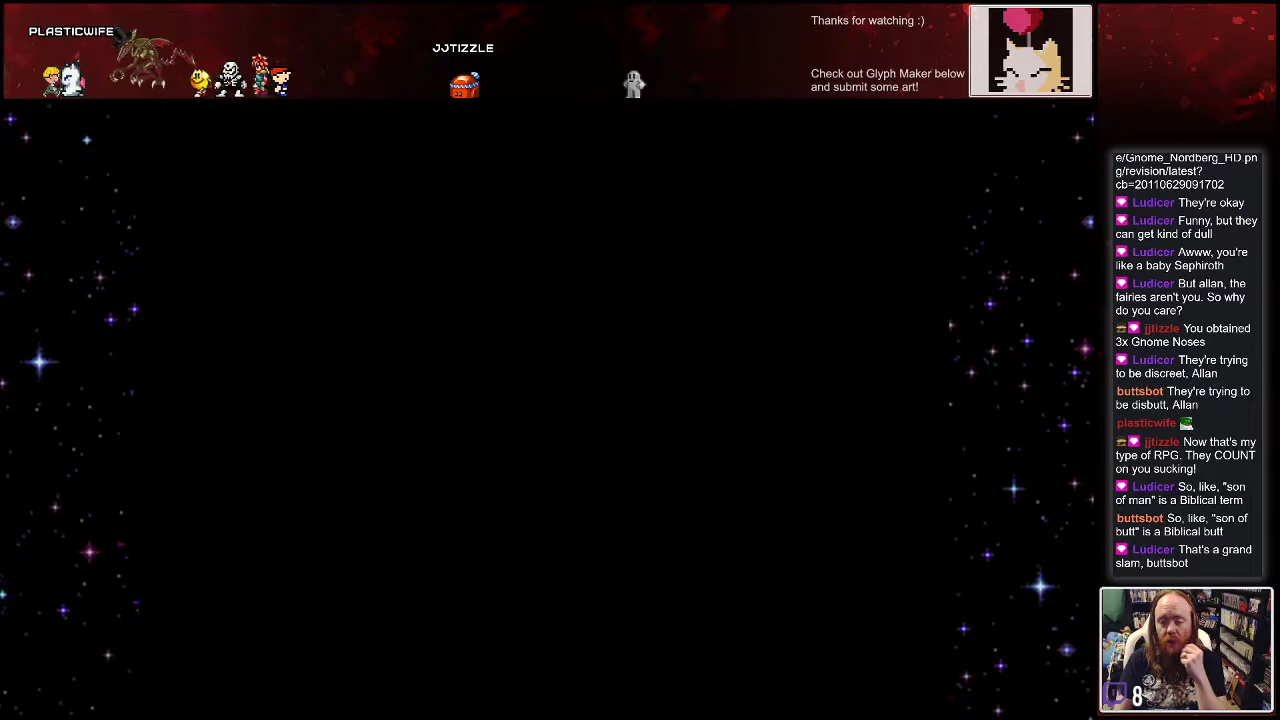 PLASTICWIFE
JJTIZZLE
Thanks for watching :)
Check out Glyph Maker below
and submit some art!
e/Gnome_Nordberg_HD.pn
g/revision/latest?
cb=20110629091702
Ludicer They're okay
Ludicer Funny, but they
can get kind of dull
Ludicer Awww, you're
like a baby Sephiroth
Ludicer But allan, the
fairies aren't you. So why
do you care?
jjtizzle You obtained
3x Gnome Noses
Ludicer They're trying
to be discreet, Allan
buttsbot They're trying to
be disbutt, Allan
plasticwife
jjtizzle Now that's my
type of RPG. They COUNT
on you sucking!
Ludicer So, like, "son
of man" is a Biblical term
buttsbot So, like, "son of
butt" is a Biblical butt
Ludicer That's a grand
slam, buttsbot
8